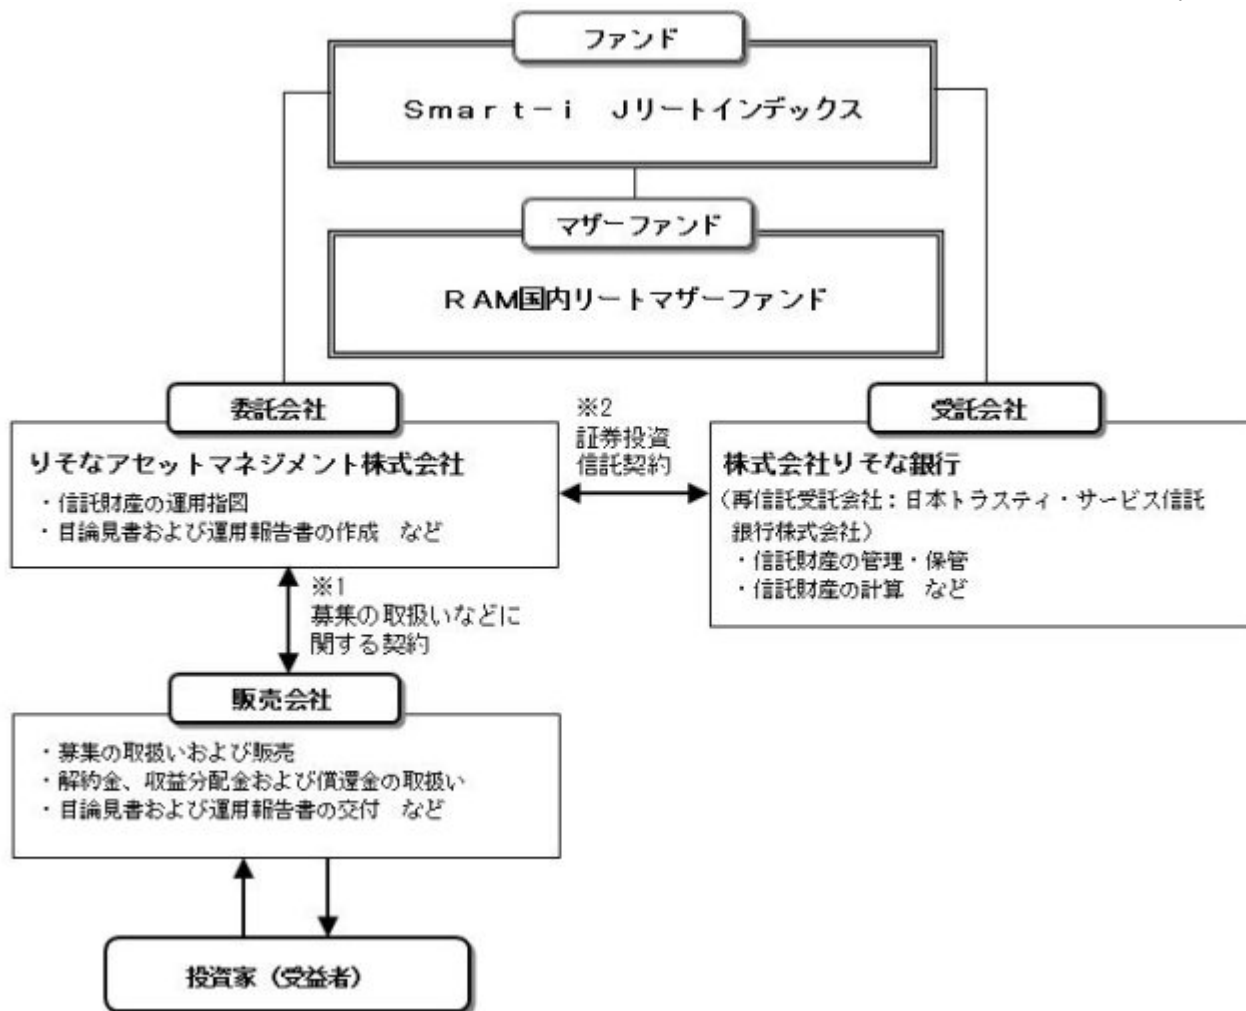 ファンド
Ｓｍａｒｔ－ｉ　Ｊリートインデックス
マザーファンド
ＲＡＭ国内リートマザーファンド
委託会社
りそなアセットマネジメント株式会社
・信託財産の運用指図
・目論見書および運用報告書の作成　など
※2
証券投資
信託契約
受託会社
株式会社りそな銀行
（再信託受託会社：日本トラスティ・サービス信託
銀行株式会社）
・信託財産の管理・保管
・信託財産の計算　など
※1
募集の取扱いなどに
関する契約
販売会社
・募集の取扱いおよび販売
・解約金、収益分配金および償還金の取扱い
・目論見書および運用報告書の交付　など
投資家（受益者）